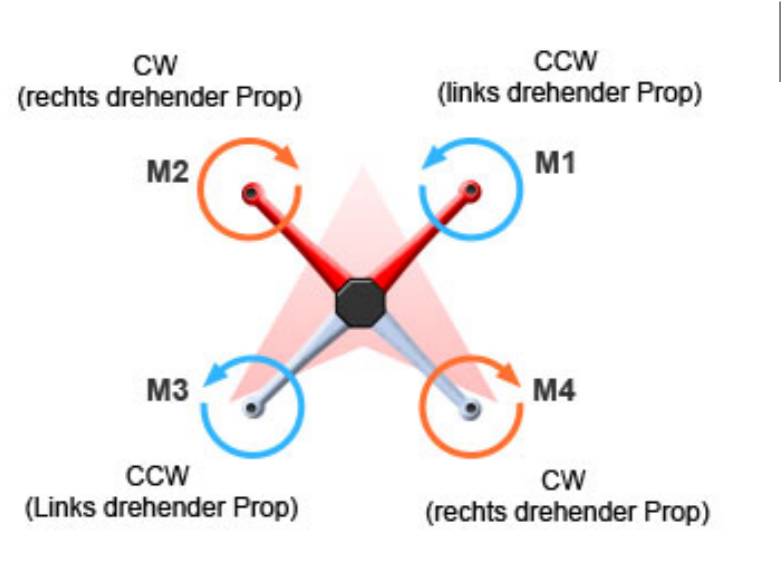 CW
(rechts drehender Prop)
CCW
(links drehender Prop)
M2
M1
M3
M4
CCW
(Links drehender Prop)
CW
(rechts drehender Prop)